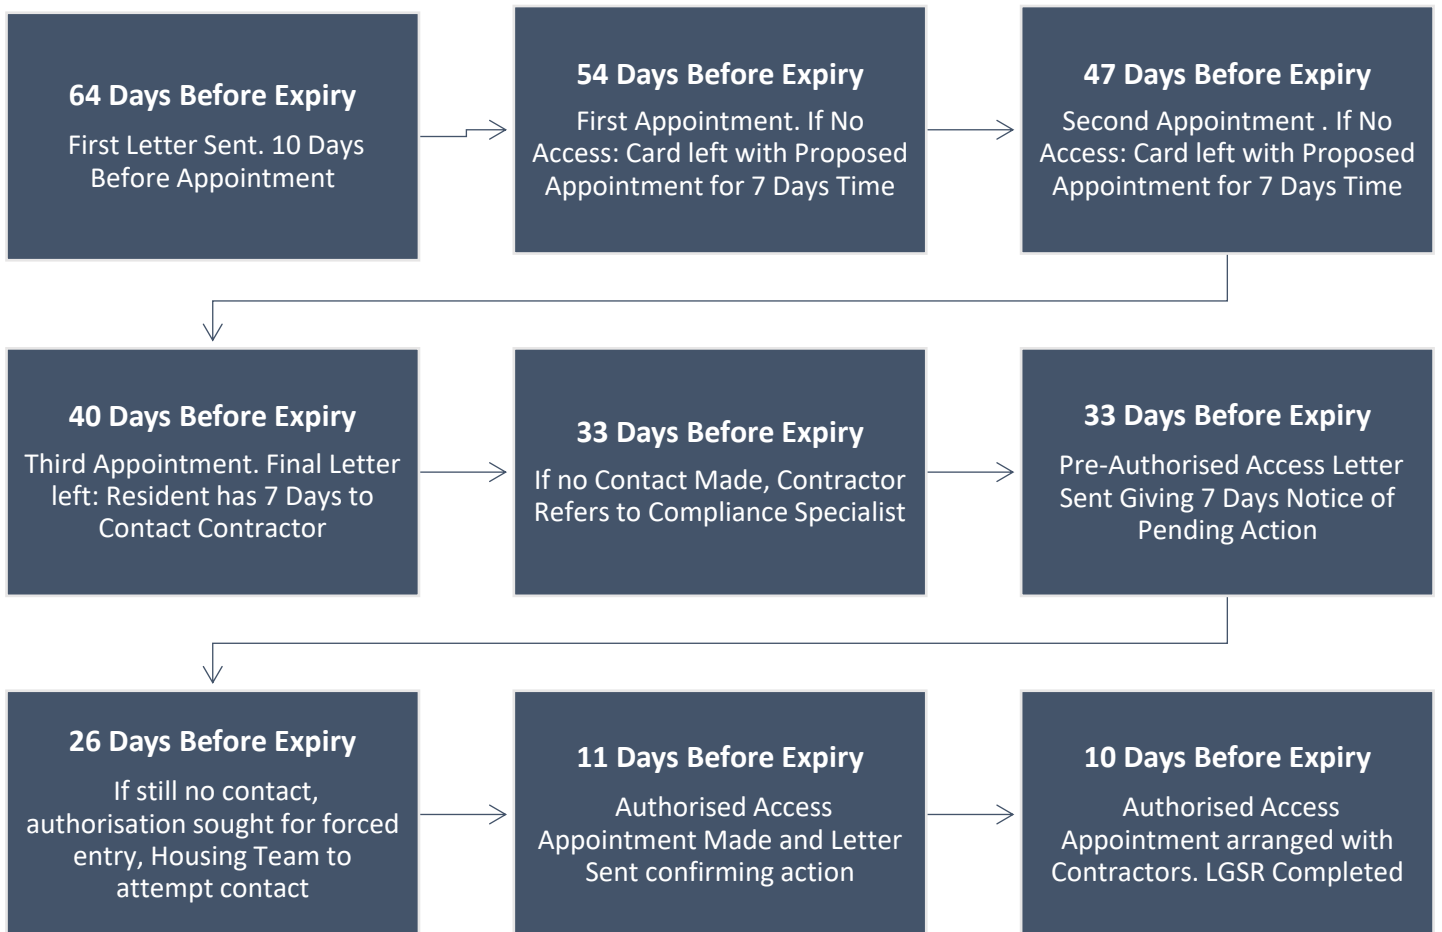 64 Days Before Expiry
First Letter Sent. 10 Days
Before Appointment
54 Days Before Expiry
First Appointment. If No
Access: Card left with Proposed
Appointment for 7 Days Time
47 Days Before Expiry
Second Appointment . If No
Access: Card left with Proposed
Appointment for 7 Days Time
40 Days Before Expiry
Third Appointment. Final Letter
left: Resident has 7 Days to
Contact Contractor
33 Days Before Expiry
If no Contact Made, Contractor
Refers to Compliance Specialist
33 Days Before Expiry
Pre-Authorised Access Letter
Sent Giving 7 Days Notice of
Pending Action
26 Days Before Expiry
If still no contact,
authorisation sought for forced
entry, Housing Team to
attempt contact
11 Days Before Expiry
Authorised Access
Appointment Made and Letter
Sent confirming action
10 Days Before Expiry
Authorised Access
Appointment arranged with
Contractors. LGSR Completed